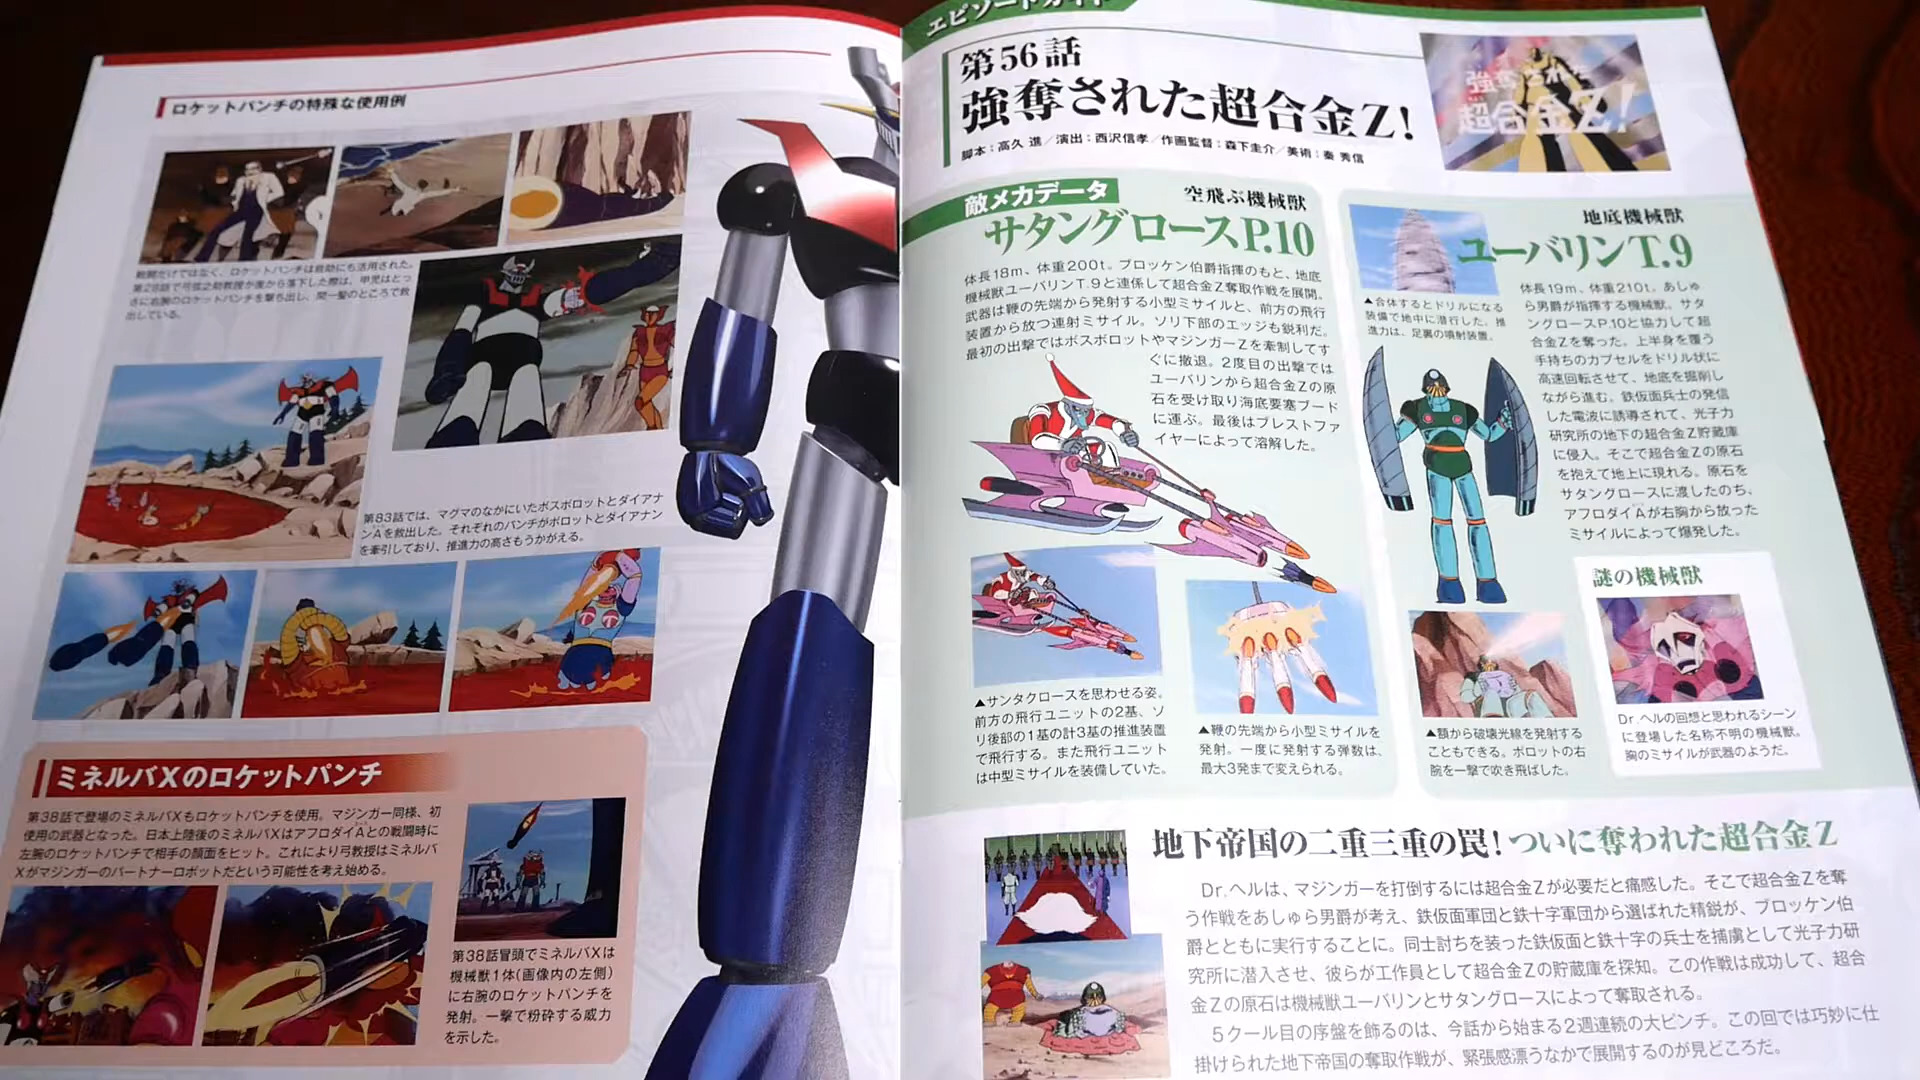 ロケットパンチの特殊な使用例
戦闘だけではなく、ロケットパンチは救助にも活用された。
第28話で弓弦之助教授が崖から落下した際は、甲児はとっ
さに右腕のロケットパンチを撃ち出し、間一髪のところで救
出している。
第83話では、マグマのなかにいたボスボロットとダイアナ
ンAを救出した。それぞれのパンチがボロットとダイアナン
を牽引しており、推進力の高さもうかがえる。
ミネルバXのロケットパンチ
第38話で登場のミネルバXもロケットパンチを使用。マジンガー同様、初
使用の武器となった。日本上陸後のミネルバXはアフロダイAとの戦闘時に
左腕のロケットパンチで相手の顔面をヒット。これにより弓教授はミネルバ
Xがマジンガーのパートナーロボットだという可能性を考え始める。
第38話冒頭でミネルバXは
機械獣1体(画像内の左側)
に右腕のロケットパンチを
発射。一撃で粉砕する威力
を示した。
エピソードガイド
第56話
強奪された超合金Z!
脚本:高久 進／演出:西沢信孝／作画監督:森下圭介／美術:秦 秀信
強奪された
超合金Z!
敵メカデータ
空飛ぶ機械獣
サタングロースP.10
体長18m、体重200t。ブロッケン伯爵指揮のもと、地底
機械獣ユーバリンT.9と連係して超合金Z奪取作戦を展開。
武器は鞭の先端から発射する小型ミサイルと、前方の飛行
装置から放つ連射ミサイル。ソリ下部のエッジも鋭利だ。
最初の出撃ではボスボロットやマジンガーZを牽制してす
ぐに撤退。2度目の出撃では
ユーバリンから超合金Zの原
石を受け取り海底要塞ブード
に運ぶ。最後はブレストファ
イヤーによって溶解した。
▲サンタクロースを思わせる姿。
前方の飛行ユニットの2基、ソ
リ後部の1基の計3基の推進装置
で飛行する。また飛行ユニット
は中型ミサイルを装備していた。
▲鞭の先端から小型ミサイルを
発射。一度に発射する弾数は、
最大3発まで変えられる。
地底機械獣
ユーバリンT.9
▲合体するとドリルになる
装備で地中に潜行した。推
進力は、足裏の噴射装置。
体長19m、体重210t。あしゅ
ら男爵が指揮する機械獣。サタ
ングロースP.10と協力して超
合金Zを奪った。上半身を覆う
手持ちのカプセルをドリル状に
高速回転させて、地底を掘削し
ながら進む。鉄仮面兵士の発信
した電波に誘導されて、光子力
研究所の地下の超合金Z貯蔵庫
に侵入。そこで超合金Zの原石
を抱えて地上に現れる。原石を
サタングロースに渡したのち、
アフロダイAが右胸から放った
ミサイルによって爆発した。
▲顎から破壊光線を発射する
こともできる。ボロットの右
腕を一撃で吹き飛ばした。
謎の機械獣
Dr.ヘルの回想と思われるシーン
に登場した名称不明の機械獣。
胸のミサイルが武器のようだ。
地下帝国の二重三重の罠!ついに奪われた超合金Z
Dr.ヘルは、マジンガーを打倒するには超合金Zが必要だと痛感した。そこで超合金Zを奪
う作戦をあしゅら男爵が考え、鉄仮面軍団と鉄十字軍団から選ばれた精鋭が、ブロッケン伯
爵とともに実行することに。同士討ちを装った鉄仮面と鉄十字の兵士を捕虜として光子力研
究所に潜入させ、彼らが工作員として超合金Zの貯蔵庫を探知。この作戦は成功して、超合
金Zの原石は機械獣ユーバリンとサタングロースによって奪取される。
5クール目の序盤を飾るのは、今話から始まる2週連続の大ピンチ。この回では巧妙に仕
掛けられた地下帝国の奪取作戦が、緊張感漂うなかで展開するのが見どころだ。